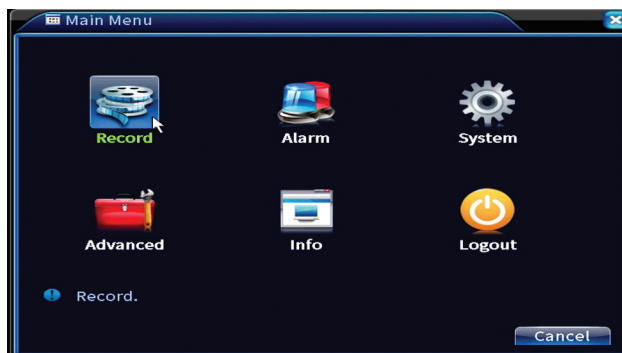 Main Menu
Record
Alarm
System
Advanced
Info
Logout
Record.
Cancel